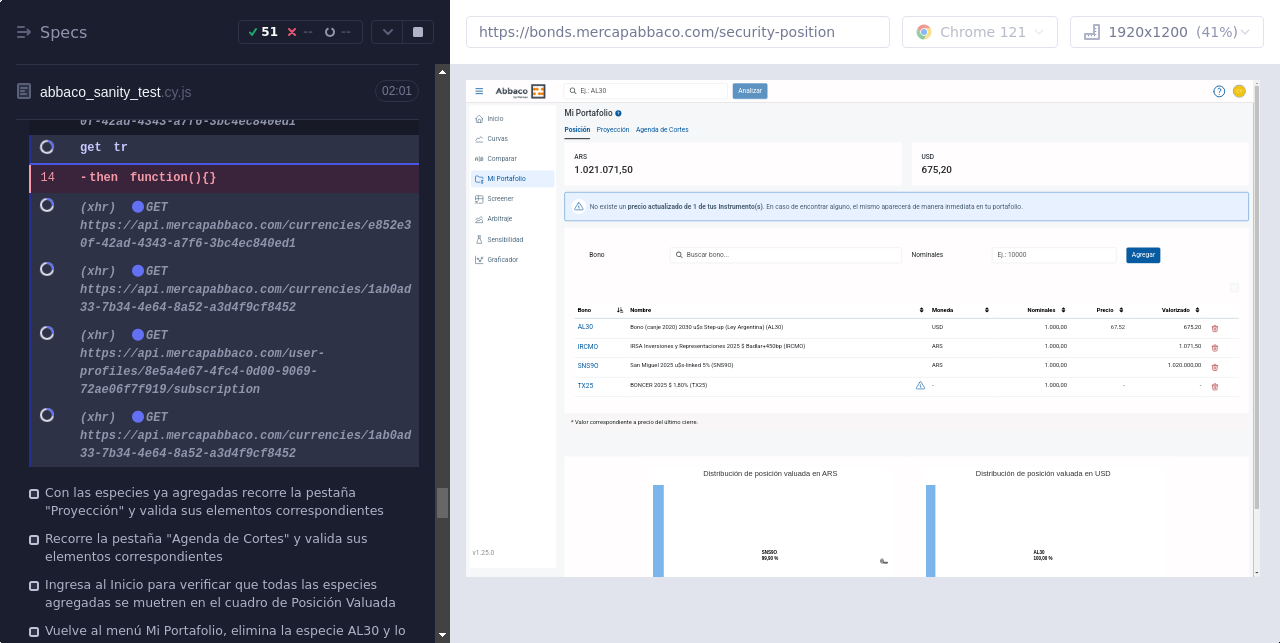 Specs
51
--
--
https://bonds.mercapabbaco.com/security-position
Chrome 121
1920x1200 (41%)
abbaco_sanity_test.cy.js
02:01
0f-42ad-4343-a7f6-3bc4ec840ed1
get tr
14 -then function(){}
(xhr) GET
https://api.mercapabbaco.com/currencies/e852e3
0f-42ad-4343-a7f6-3bc4ec840ed1
(xhr) GET
https://api.mercapabbaco.com/currencies/1ab0ad
33-7b34-4e64-8a52-a3d4f9cf8452
(xhr) GET
https://api.mercapabbaco.com/user-
profiles/8e5a4e67-4fc4-0d00-9069-
72ae06f7f919/subscription
(xhr) GET
https://api.mercapabbaco.com/currencies/1ab0ad
33-7b34-4e64-8a52-a3d4f9cf8452
Con las especies ya agregadas recorre la pestaña
"Proyección" y valida sus elementos correspondientes
Recorre la pestaña "Agenda de Cortes" y valida sus
elementos correspondientes
Ingresa al Inicio para verificar que todas las especies
agregadas se muetren en el cuadro de Posición Valuada
Vuelve al menú Mi Portafolio, elimina la especie AL30 y lo
Abbaco
Ej.: AL30
Analizar
Inicio
Curvas
Comparar
Mi Portafolio
Screener
Arbitraje
Sensibilidad
Graficador
v1.25.0
Mi Portafolio
Posición Proyección Agenda de Cortes
ARS
1.021.071,50
USD
675,20
No existe un precio actualizado de 1 de tus instrumento(s). En caso de encontrar alguno, el mismo aparecerá de manera inmediata en tu portafolio.
Bono
Buscar bono...
Nominales
Ej.: 10000
Agregar
Bono Nombre Moneda Nominales Precio Valorizado
AL30 Bono (canje 2020) 2030 u$s Step-up (Ley Argentina) (AL30) USD 1.000,00 67,52 675,20
IRCMO IRSA Inversiones y Representaciones 2025 $ Badlar+450bp (IRCMO) ARS 1.000,00 1.071,50
SNS9O San Miguel 2025 u$s-linked 5% (SNS9O) ARS 1.000,00 1.020.000,00
TX25 BONCER 2025 $ 1.80% (TX25) - 1.000,00 - -
* Valor correspondiente a precio del último cierre.
Distribución de posición valuada en ARS
SNS9O
99,90 %
Distribución de posición valuada en USD
AL30
100,00 %